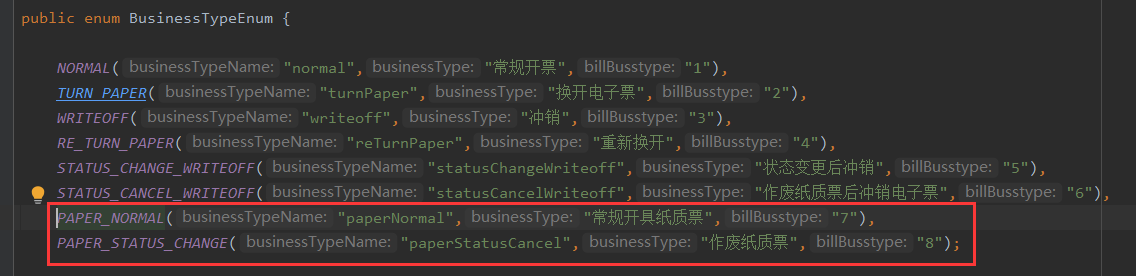 public enum BusinessTypeEnum {
NORMAL( businessTypeName: "normal", businessType: "常规开票", billBusstype: "1"),
TURN_PAPER( businessTypeName: "turnPaper", businessType: "换开电子票", billBusstype: "2"),
WRITEOFF( businessTypeName: "writeoff", businessType: "冲销", billBusstype: "3"),
RE_TURN_PAPER( businessTypeName: "reTurnPaper", businessType: "重新换开", billBusstype: "4"),
STATUS_CHANGE_WRITEOFF( businessTypeName: "statusChangeWriteoff", businessType: "状态变更后冲销", billBusstype: "5"),
STATUS_CANCEL_WRITEOFF( businessTypeName: "statusCancelWriteoff", businessType: "作废纸质票后冲销电子票", billBusstype: "6"),
PAPER_NORMAL( businessTypeName: "paperNormal", businessType: "常规开具纸质票", billBusstype: "7"),
PAPER_STATUS_CHANGE( businessTypeName: "paperStatusCancel", businessType: "作废纸质票", billBusstype: "8");